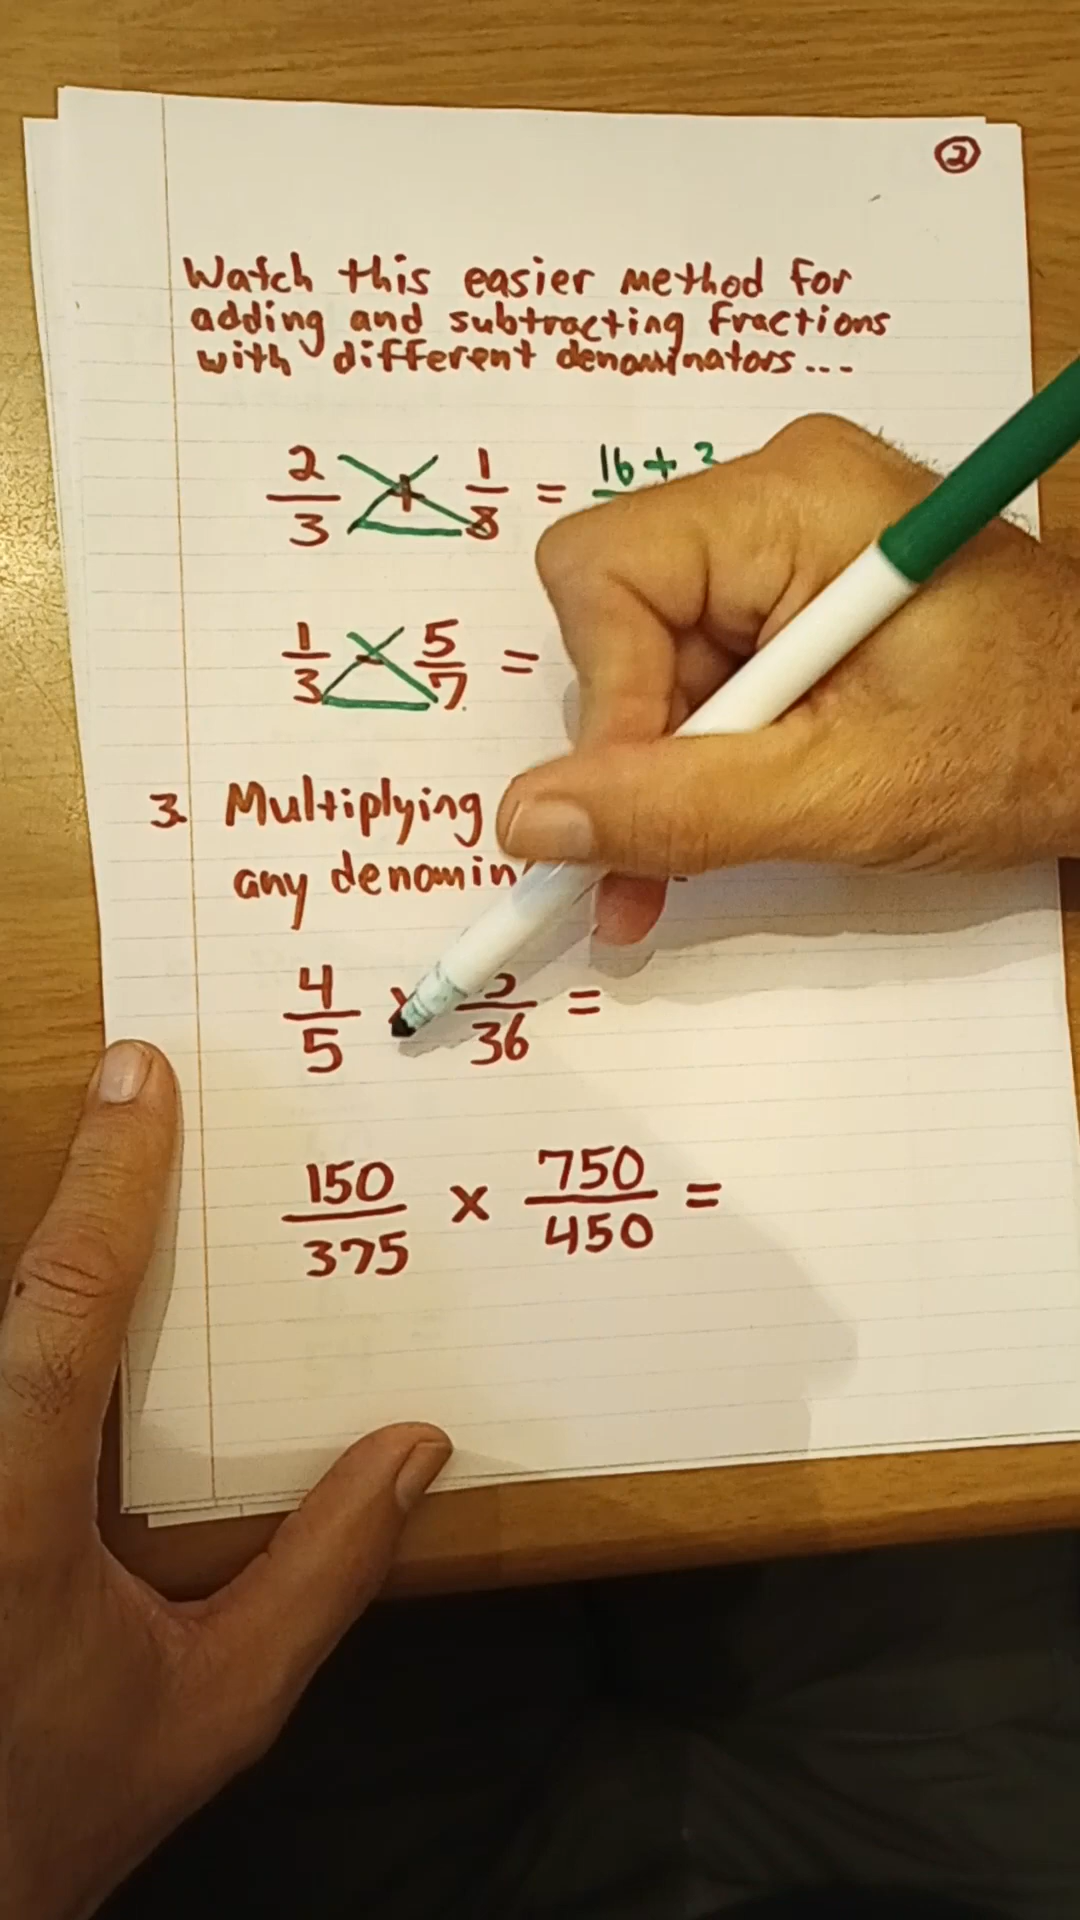 2
Watch this easier method for
adding and subtracting fractions
with different denominators...
2/3 + 1/8 = 16 +
1/3 - 5/7 =
3. Multiplying
any denomin
4/5 x /36 =
150/375 x 750/450 =